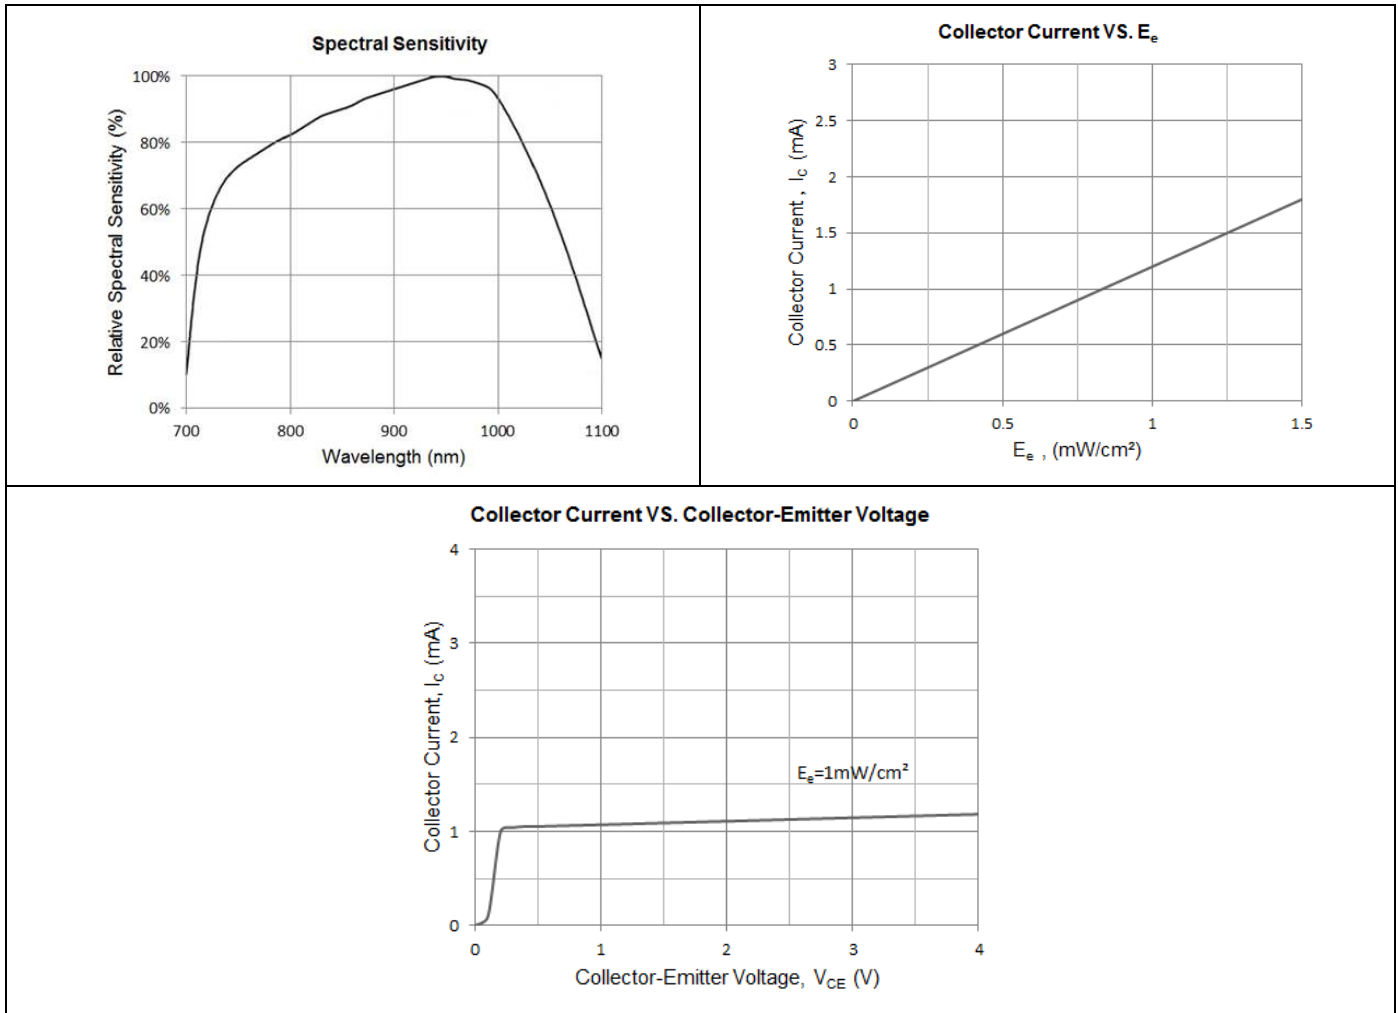 Spectral Sensitivity
Relative Spectral Sensitivity (%)
100%
80%
60%
40%
20%
0%
700 800 900 1000 1100
Wavelength (nm)
Collector Current VS. Eₑ
Collector Current , I_C (mA)
3
2.5
2
1.5
1
0.5
0
0 0.5 1 1.5
Eₑ , (mW/cm²)
Collector Current VS. Collector-Emitter Voltage
Collector Current, I_C (mA)
4
3
2
1
0
Eₑ=1mW/cm²
0 1 2 3 4
Collector-Emitter Voltage, V_CE (V)